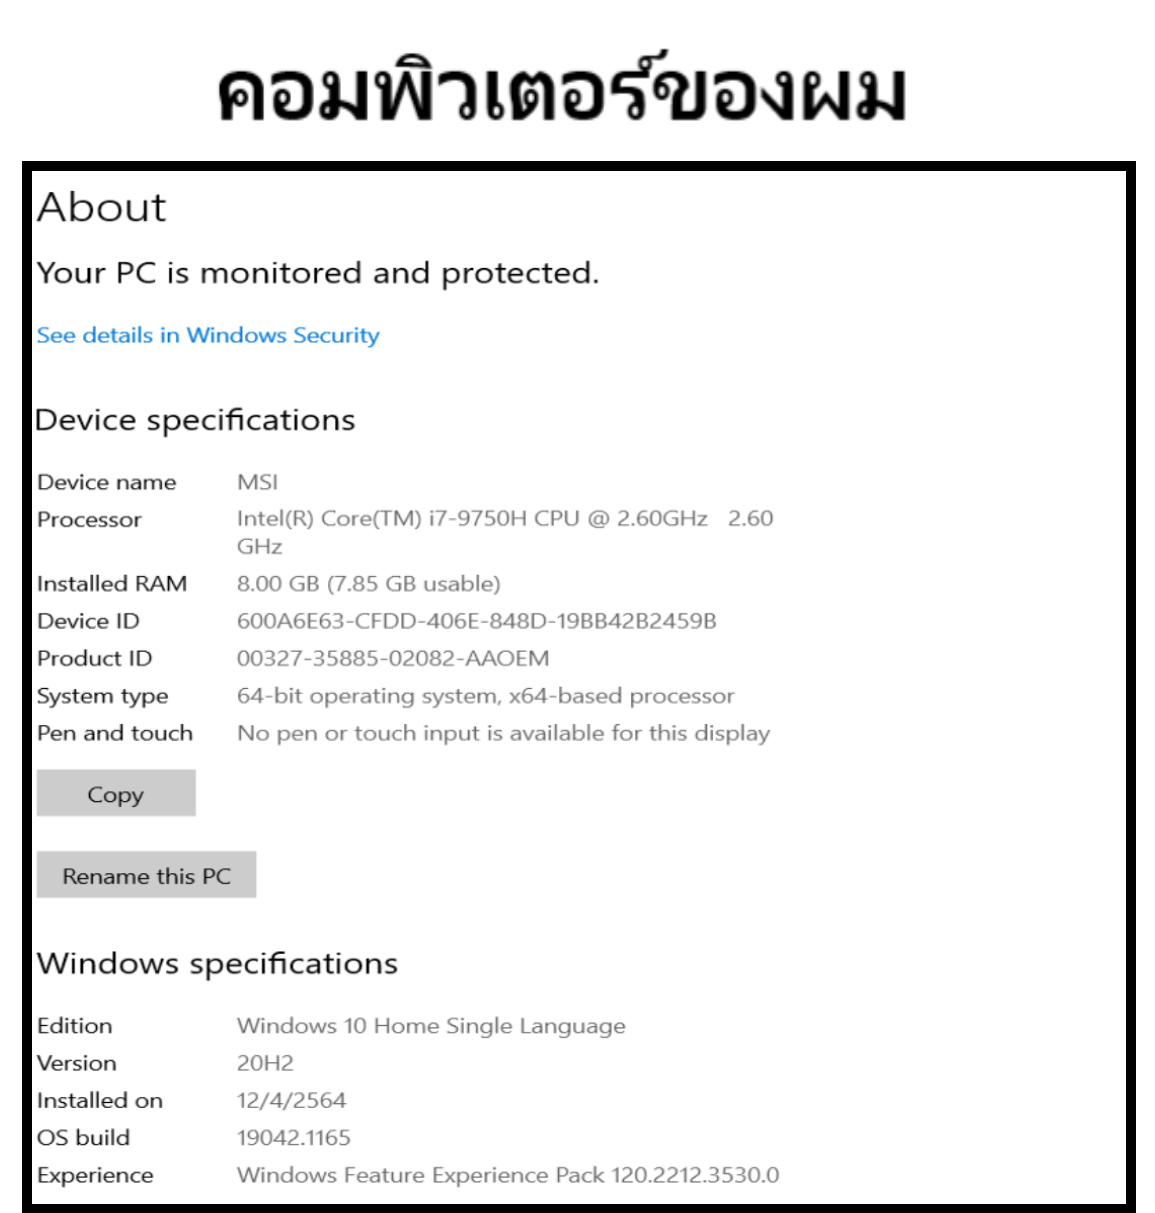 คอมพิวเตอร์ของผม
About
Your PC is monitored and protected.
See details in Windows Security
Device specifications
Device name MSI
Processor Intel(R) Core(TM) i7-9750H CPU @ 2.60GHz 2.60
GHz
Installed RAM 8.00 GB (7.85 GB usable)
Device ID 600A6E63-CFDD-406E-848D-19BB42B2459B
Product ID 00327-35885-02082-AAOEM
System type 64-bit operating system, x64-based processor
Pen and touch No pen or touch input is available for this display
Copy
Rename this PC
Windows specifications
Edition Windows 10 Home Single Language
Version 20H2
Installed on 12/4/2564
OS build 19042.1165
Experience Windows Feature Experience Pack 120.2212.3530.0